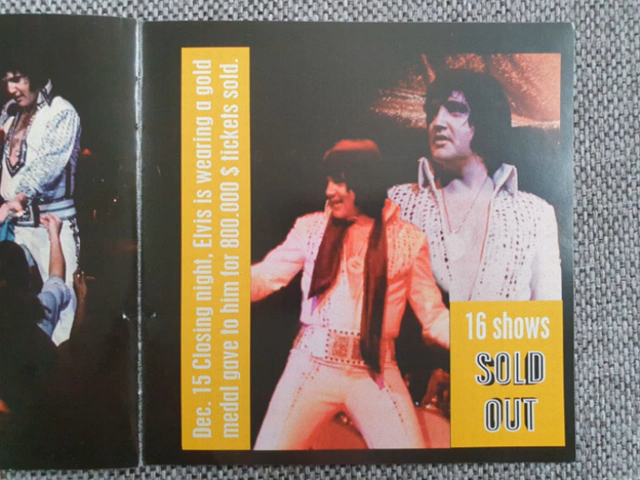 Dec. 15 Closing night, Elvis is wearing a gold
medal gave to him for 800.000 $ tickets sold.
16 shows
SOLD
OUT